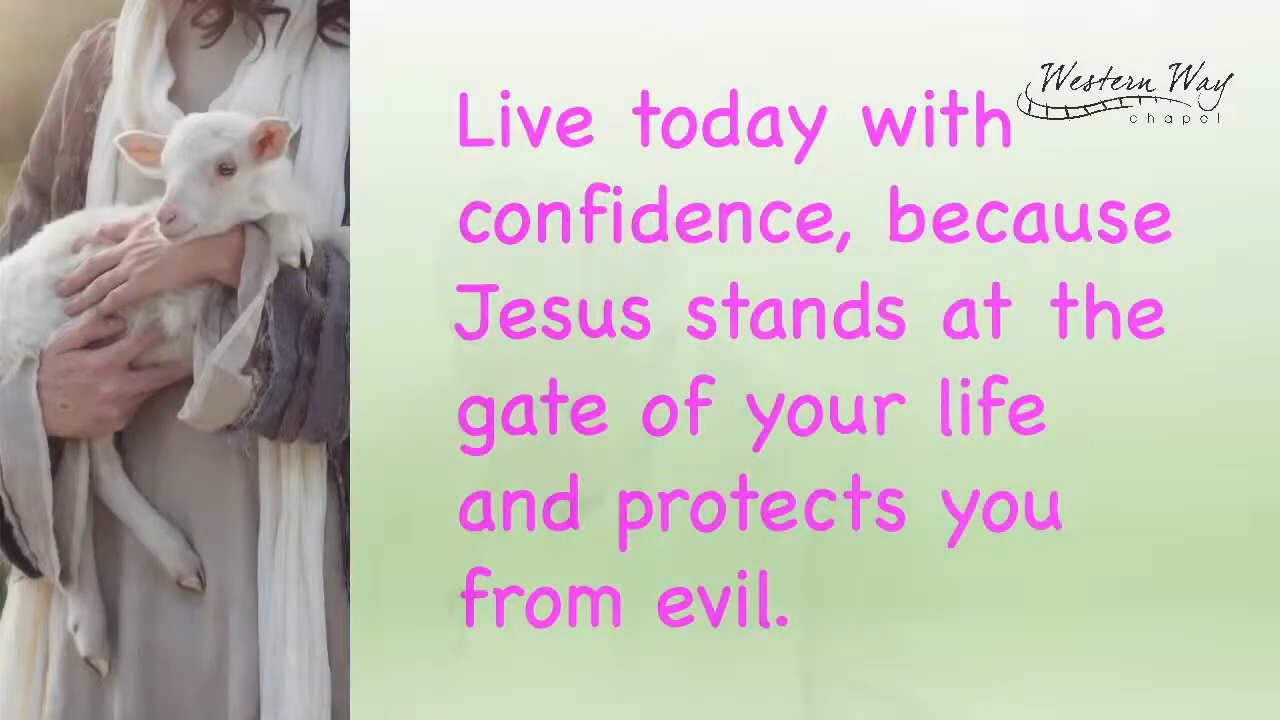 Western Way
chapel
Live today with
confidence, because
Jesus stands at the
gate of your life
and protects you
from evil.